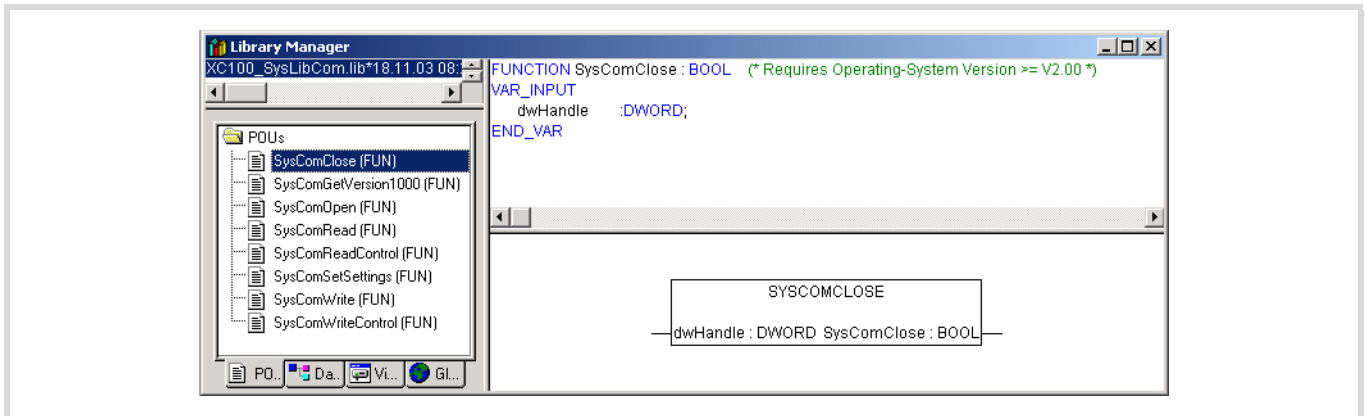 Library Manager
XC100_SysLibCom.lib*18.11.03 08:
FUNCTION SysComClose : BOOL (* Requires Operating-System Version >= V2.00 *)
VAR_INPUT
dwHandle :DWORD;
END_VAR
POUs
SysComClose (FUN)
SysComGetVersion1000 (FUN)
SysComOpen (FUN)
SysComRead (FUN)
SysComReadControl (FUN)
SysComSetSettings (FUN)
SysComWrite (FUN)
SysComWriteControl (FUN)
PO.. Da.. Vi... Gl...
SYSCOMCLOSE
dwHandle : DWORD SysComClose : BOOL